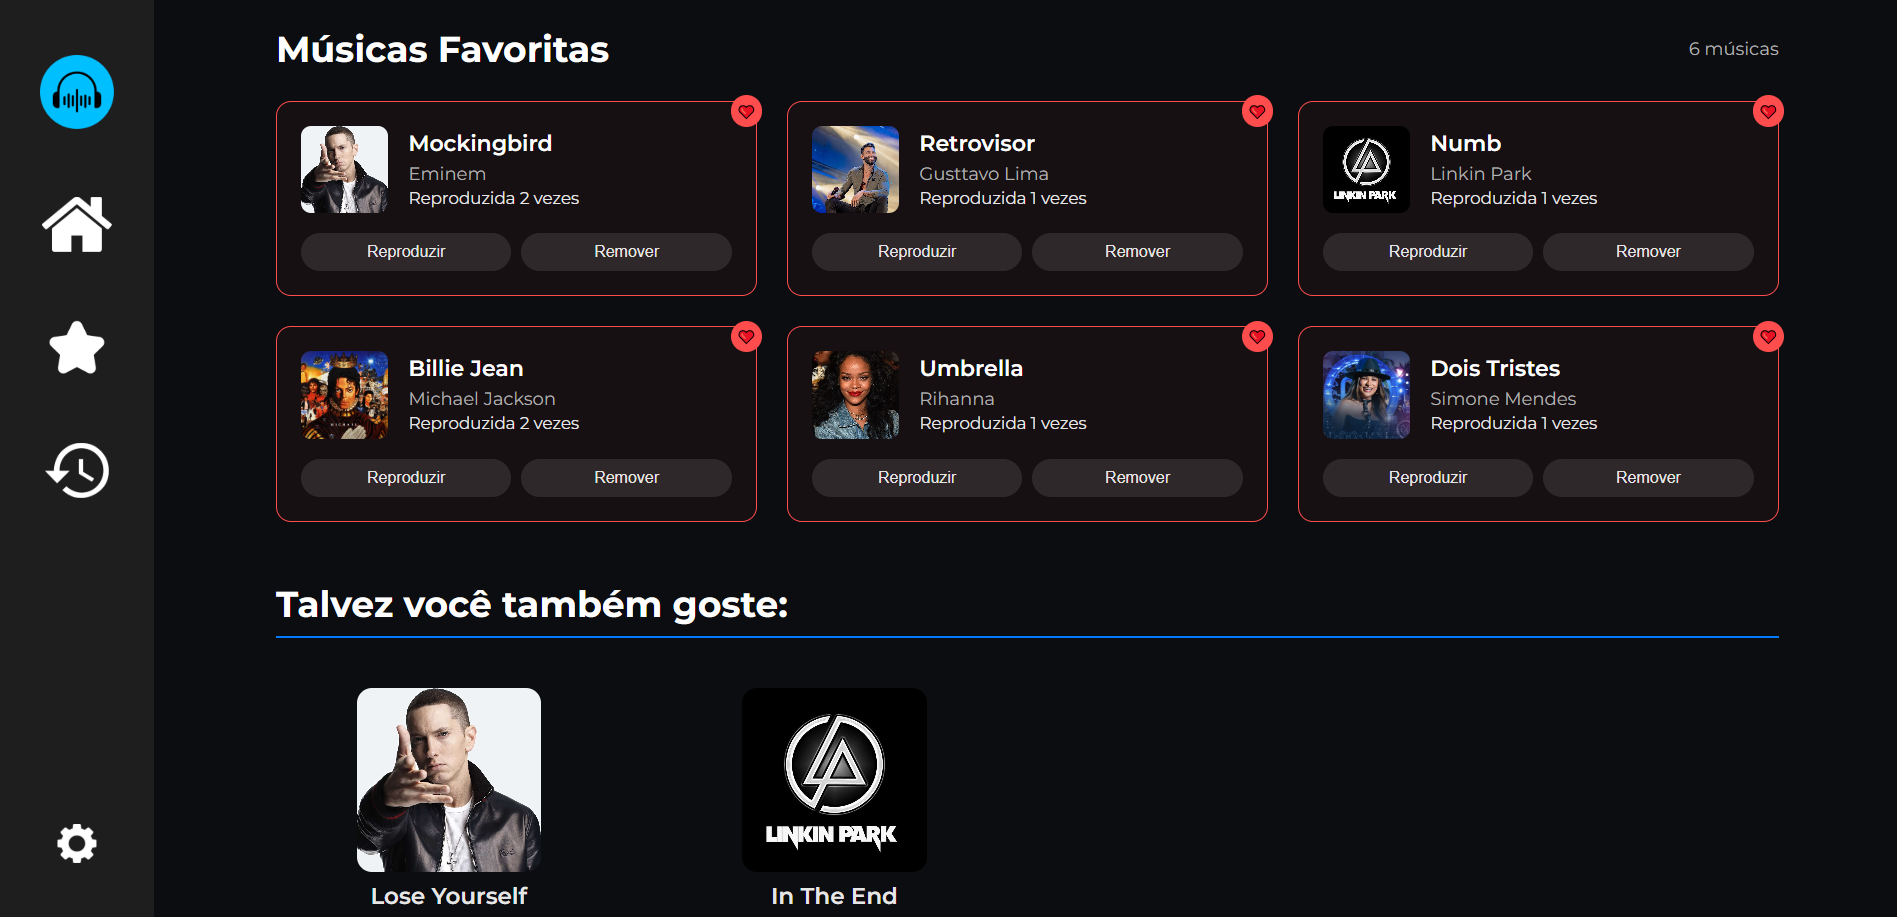 Músicas Favoritas
6 músicas
Mockingbird
Eminem
Reproduzida 2 vezes
Reproduzir
Remover
Retrovisor
Gusttavo Lima
Reproduzida 1 vezes
Reproduzir
Remover
Numb
Linkin Park
Reproduzida 1 vezes
Reproduzir
Remover
LINKIN PARK
Billie Jean
Michael Jackson
Reproduzida 2 vezes
Reproduzir
Remover
Umbrella
Rihanna
Reproduzida 1 vezes
Reproduzir
Remover
Dois Tristes
Simone Mendes
Reproduzida 1 vezes
Reproduzir
Remover
Talvez você também goste:
LINKIN PARK
Lose Yourself
In The End